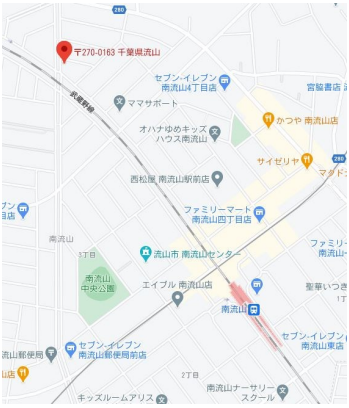 280
〒270-0163 千葉県流山
セブン-イレブン
南流山4丁目店
宮脇書店
武蔵野線
ママサポート
かつや 南流山店
オハナゆめキッズ
ハウス南流山
サイゼリヤ
280
マクド
西松屋 南流山駅前店
ファミリーマート
南流山四丁目店
ブン
目店
南流山
3丁目
流山市 南流山センター
ファミリー
南流山
南流山
中央公園
エイブル 南流山店
聖華いつき
1丁
南流山
セブン-イレブン
南流山東店
流山郵便局
セブン-イレブン
南流山郵便局前店
山店
2丁目
南流山ナーサリー
スクール
キッズルームアリス